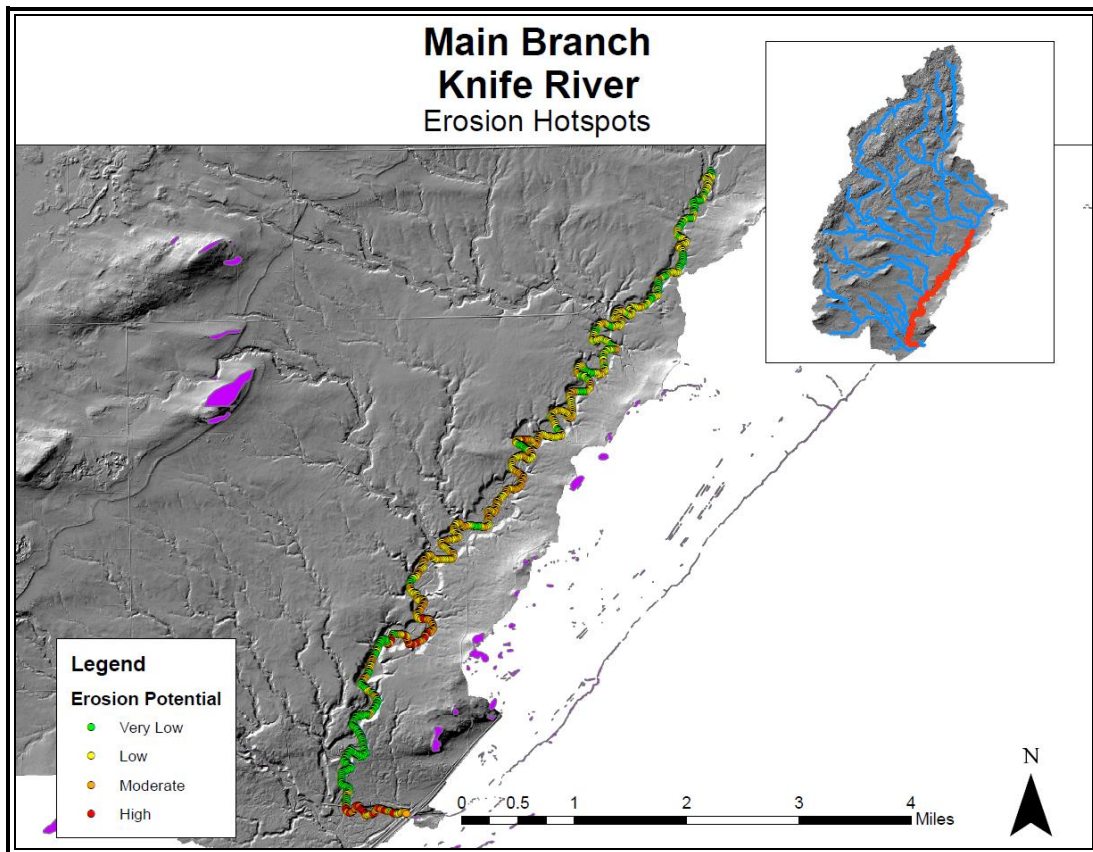 Main Branch
Knife River
Erosion Hotspots
Legend
Erosion Potential
Very Low
Low
Moderate
High
N
0 0.5 1 2 3 4
Miles